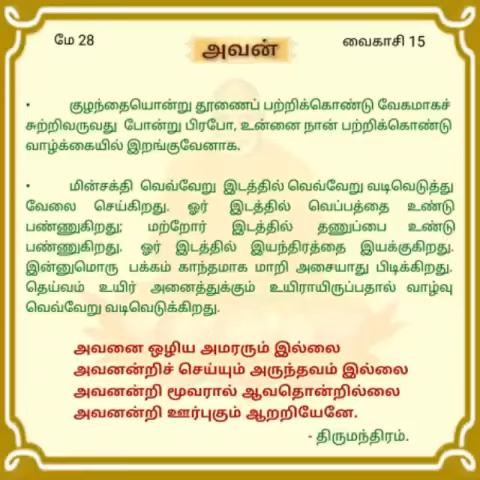 மே 28
அவன்
வைகாசி 15
• குழந்தையொன்று தூணைப் பற்றிக்கொண்டு வேகமாகச்
சுற்றிவருவது போன்று பிரபோ, உன்னை நான் பற்றிக்கொண்டு
வாழ்க்கையில் இறங்குவேனாக.
• மின்சக்தி வெவ்வேறு இடத்தில் வெவ்வேறு வடிவெடுத்து
வேலை செய்கிறது. ஓர் இடத்தில் வெப்பத்தை உண்டு
பண்ணுகிறது; மற்றோர் இடத்தில் தணுப்பை உண்டு
பண்ணுகிறது. ஓர் இடத்தில் இயந்திரத்தை இயக்குகிறது.
இன்னுமொரு பக்கம் காந்தமாக மாறி அசையாது பிடிக்கிறது.
தெய்வம் உயிர் அனைத்துக்கும் உயிராயிருப்பதால் வாழ்வு
வெவ்வேறு வடிவெடுக்கிறது.
அவனை ஒழிய அமரரும் இல்லை
அவனன்றிச் செய்யும் அருந்தவம் இல்லை
அவனன்றி மூவரால் ஆவதொன்றில்லை
அவனன்றி ஊர்புகும் ஆறறியேனே.
- திருமந்திரம்.